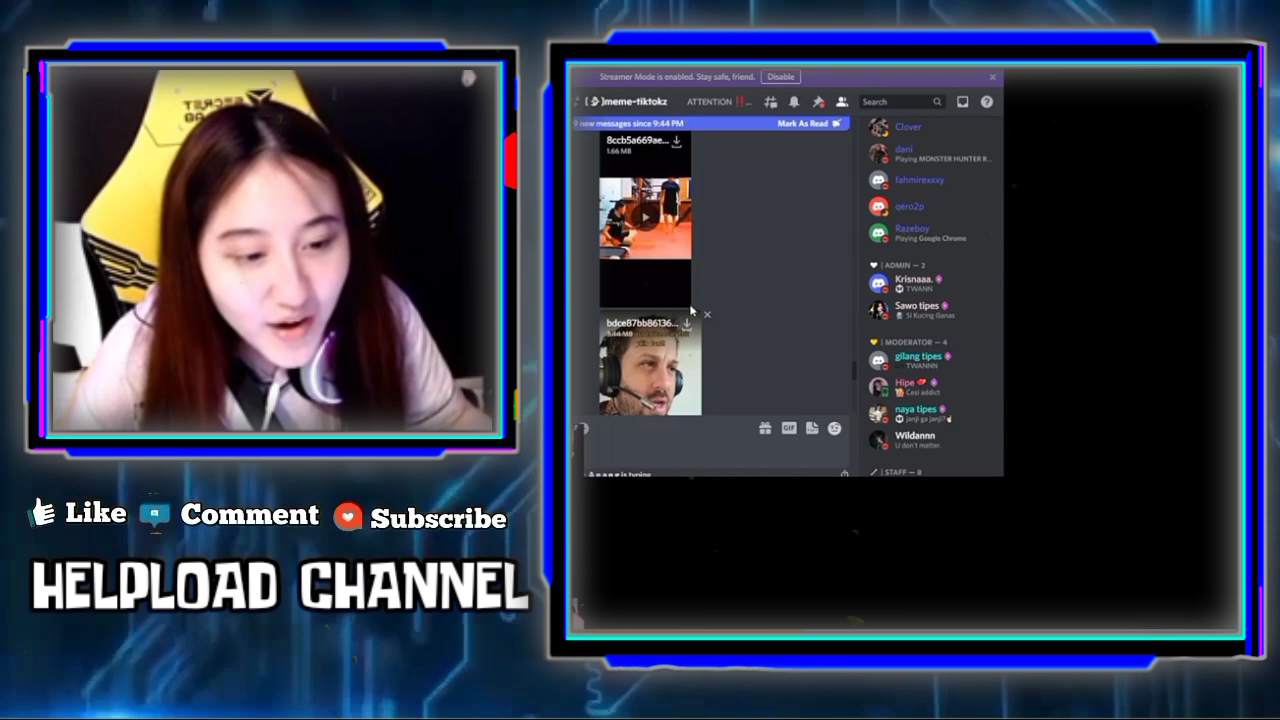 Streamer Mode is enabled. Stay safe, friend.
Disable
meme-tiktokz
ATTENTION ‼️...
Search
new messages since 9:44 PM
Mark As Read
8ccb5a669ae...
1.66 MB
bdce87bb86136...
GIF
is typing
Clover
dani
Playing MONSTER HUNTER R...
fahmirexxxy
qero2p
Razeboy
Playing Google Chrome
| ADMIN — 2
Krisnaaa.
TWANN
Sawo tipes
Si Kucing Ganas
| MODERATOR — 4
gilang tipes
TWANNN
Hipe
Cesi addict
naya tipes
janji ga janji?
Wildannn
U don't matter.
| STAFF — 8
Like
Comment
Subscribe
HELPLOAD CHANNEL